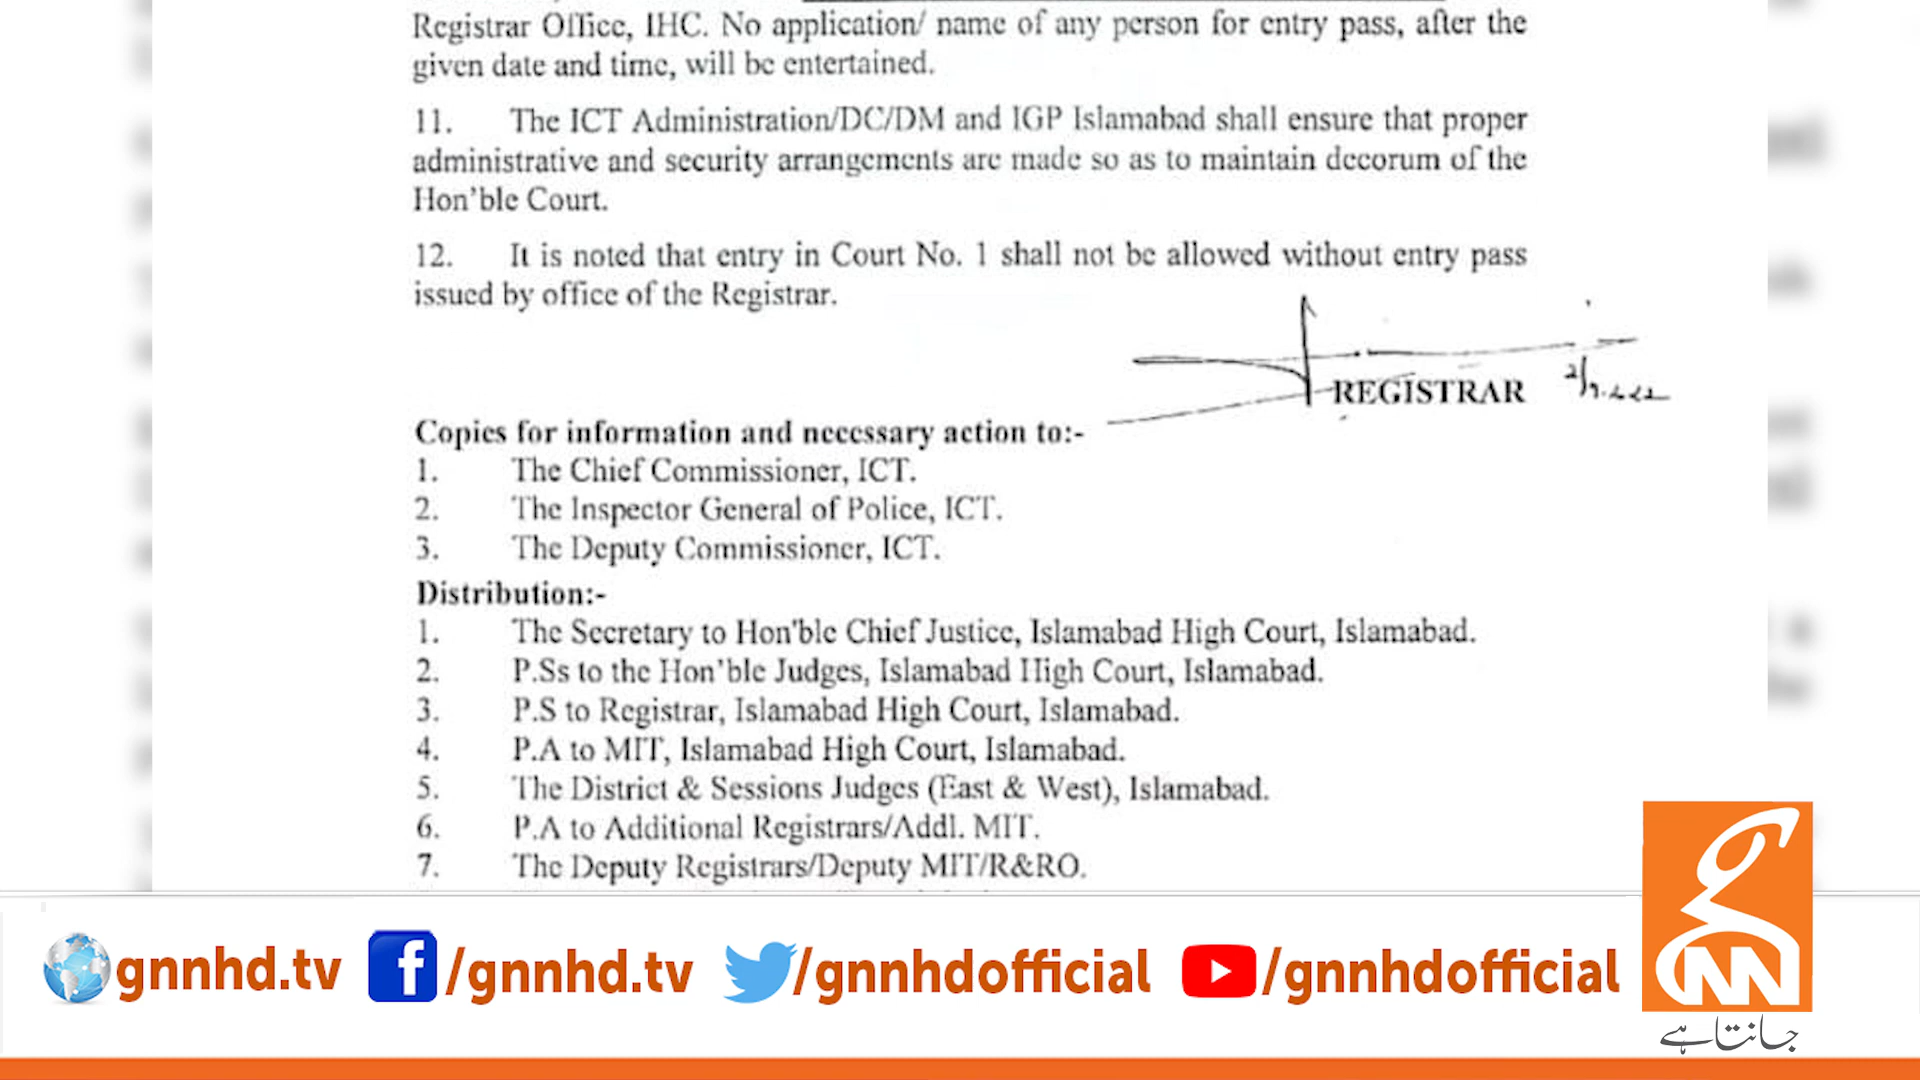 Registrar Office, IHC. No application/ name of any person for entry pass, after the
given date and time, will be entertained.
11. The ICT Administration/DC/DM and IGP Islamabad shall ensure that proper
administrative and security arrangements are made so as to maintain decorum of the
Hon’ble Court.
12. It is noted that entry in Court No. 1 shall not be allowed without entry pass
issued by office of the Registrar.
REGISTRAR
Copies for information and necessary action to:-
1. The Chief Commissioner, ICT.
2. The Inspector General of Police, ICT.
3. The Deputy Commissioner, ICT.
Distribution:-
1. The Secretary to Hon'ble Chief Justice, Islamabad High Court, Islamabad.
2. P.Ss to the Hon’ble Judges, Islamabad High Court, Islamabad.
3. P.S to Registrar, Islamabad High Court, Islamabad.
4. P.A to MIT, Islamabad High Court, Islamabad.
5. The District & Sessions Judges (East & West), Islamabad.
6. P.A to Additional Registrars/Addl. MIT.
7. The Deputy Registrars/Deputy MIT/R&RO.
gnnhd.tv /gnnhd.tv /gnnhdofficial /gnnhdofficial
GNN
جانتا ہے